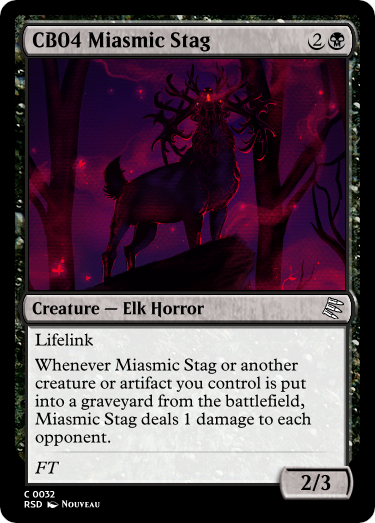 CB04 Miasmic Stag 2
Creature — Elk Horror
Lifelink
Whenever Miasmic Stag or another
creature or artifact you control is put
into a graveyard from the battlefield,
Miasmic Stag deals 1 damage to each
opponent.
FT
2/3
C 0032
RSD Nouveau